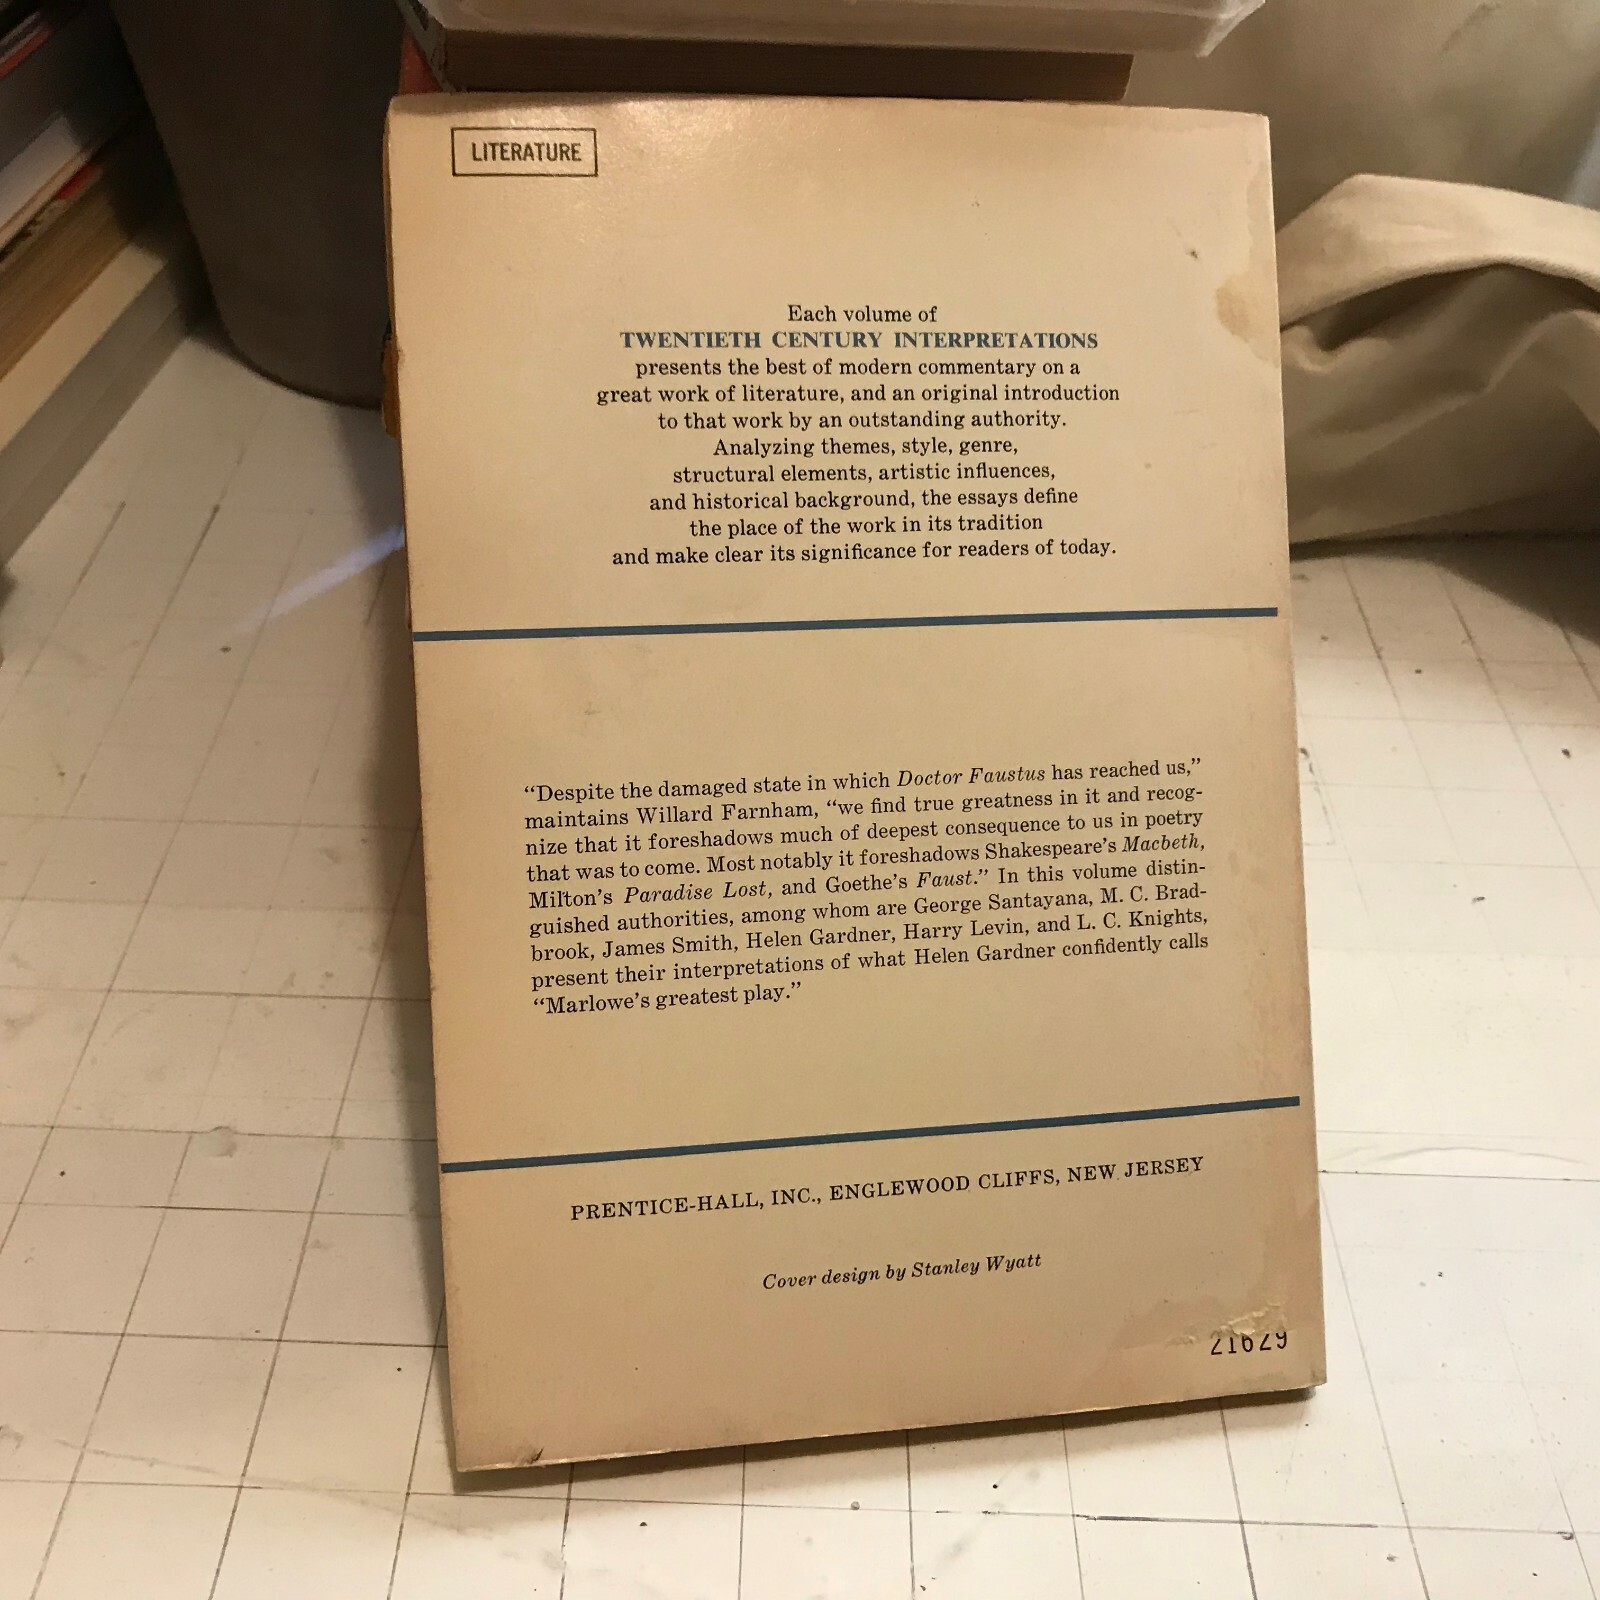 LITERATURE
Each volume of
TWENTIETH CENTURY INTERPRETATIONS
presents the best of modern commentary on a
great work of literature, and an original introduction
to that work by an outstanding authority.
Analyzing themes, style, genre,
structural elements, artistic influences,
and historical background, the essays define
the place of the work in its tradition
and make clear its significance for readers of today.
“Despite the damaged state in which Doctor Faustus has reached us,”
maintains Willard Farnham, “we find true greatness in it and recog-
nize that it foreshadows much of deepest consequence to us in poetry
that was to come. Most notably it foreshadows Shakespeare’s Macbeth,
Milton’s Paradise Lost, and Goethe’s Faust.” In this volume distin-
guished authorities, among whom are George Santayana, M. C. Brad-
brook, James Smith, Helen Gardner, Harry Levin, and L. C. Knights,
present their interpretations of what Helen Gardner confidently calls
“Marlowe’s greatest play.”
PRENTICE-HALL, INC., ENGLEWOOD CLIFFS, NEW JERSEY
Cover design by Stanley Wyatt
21629